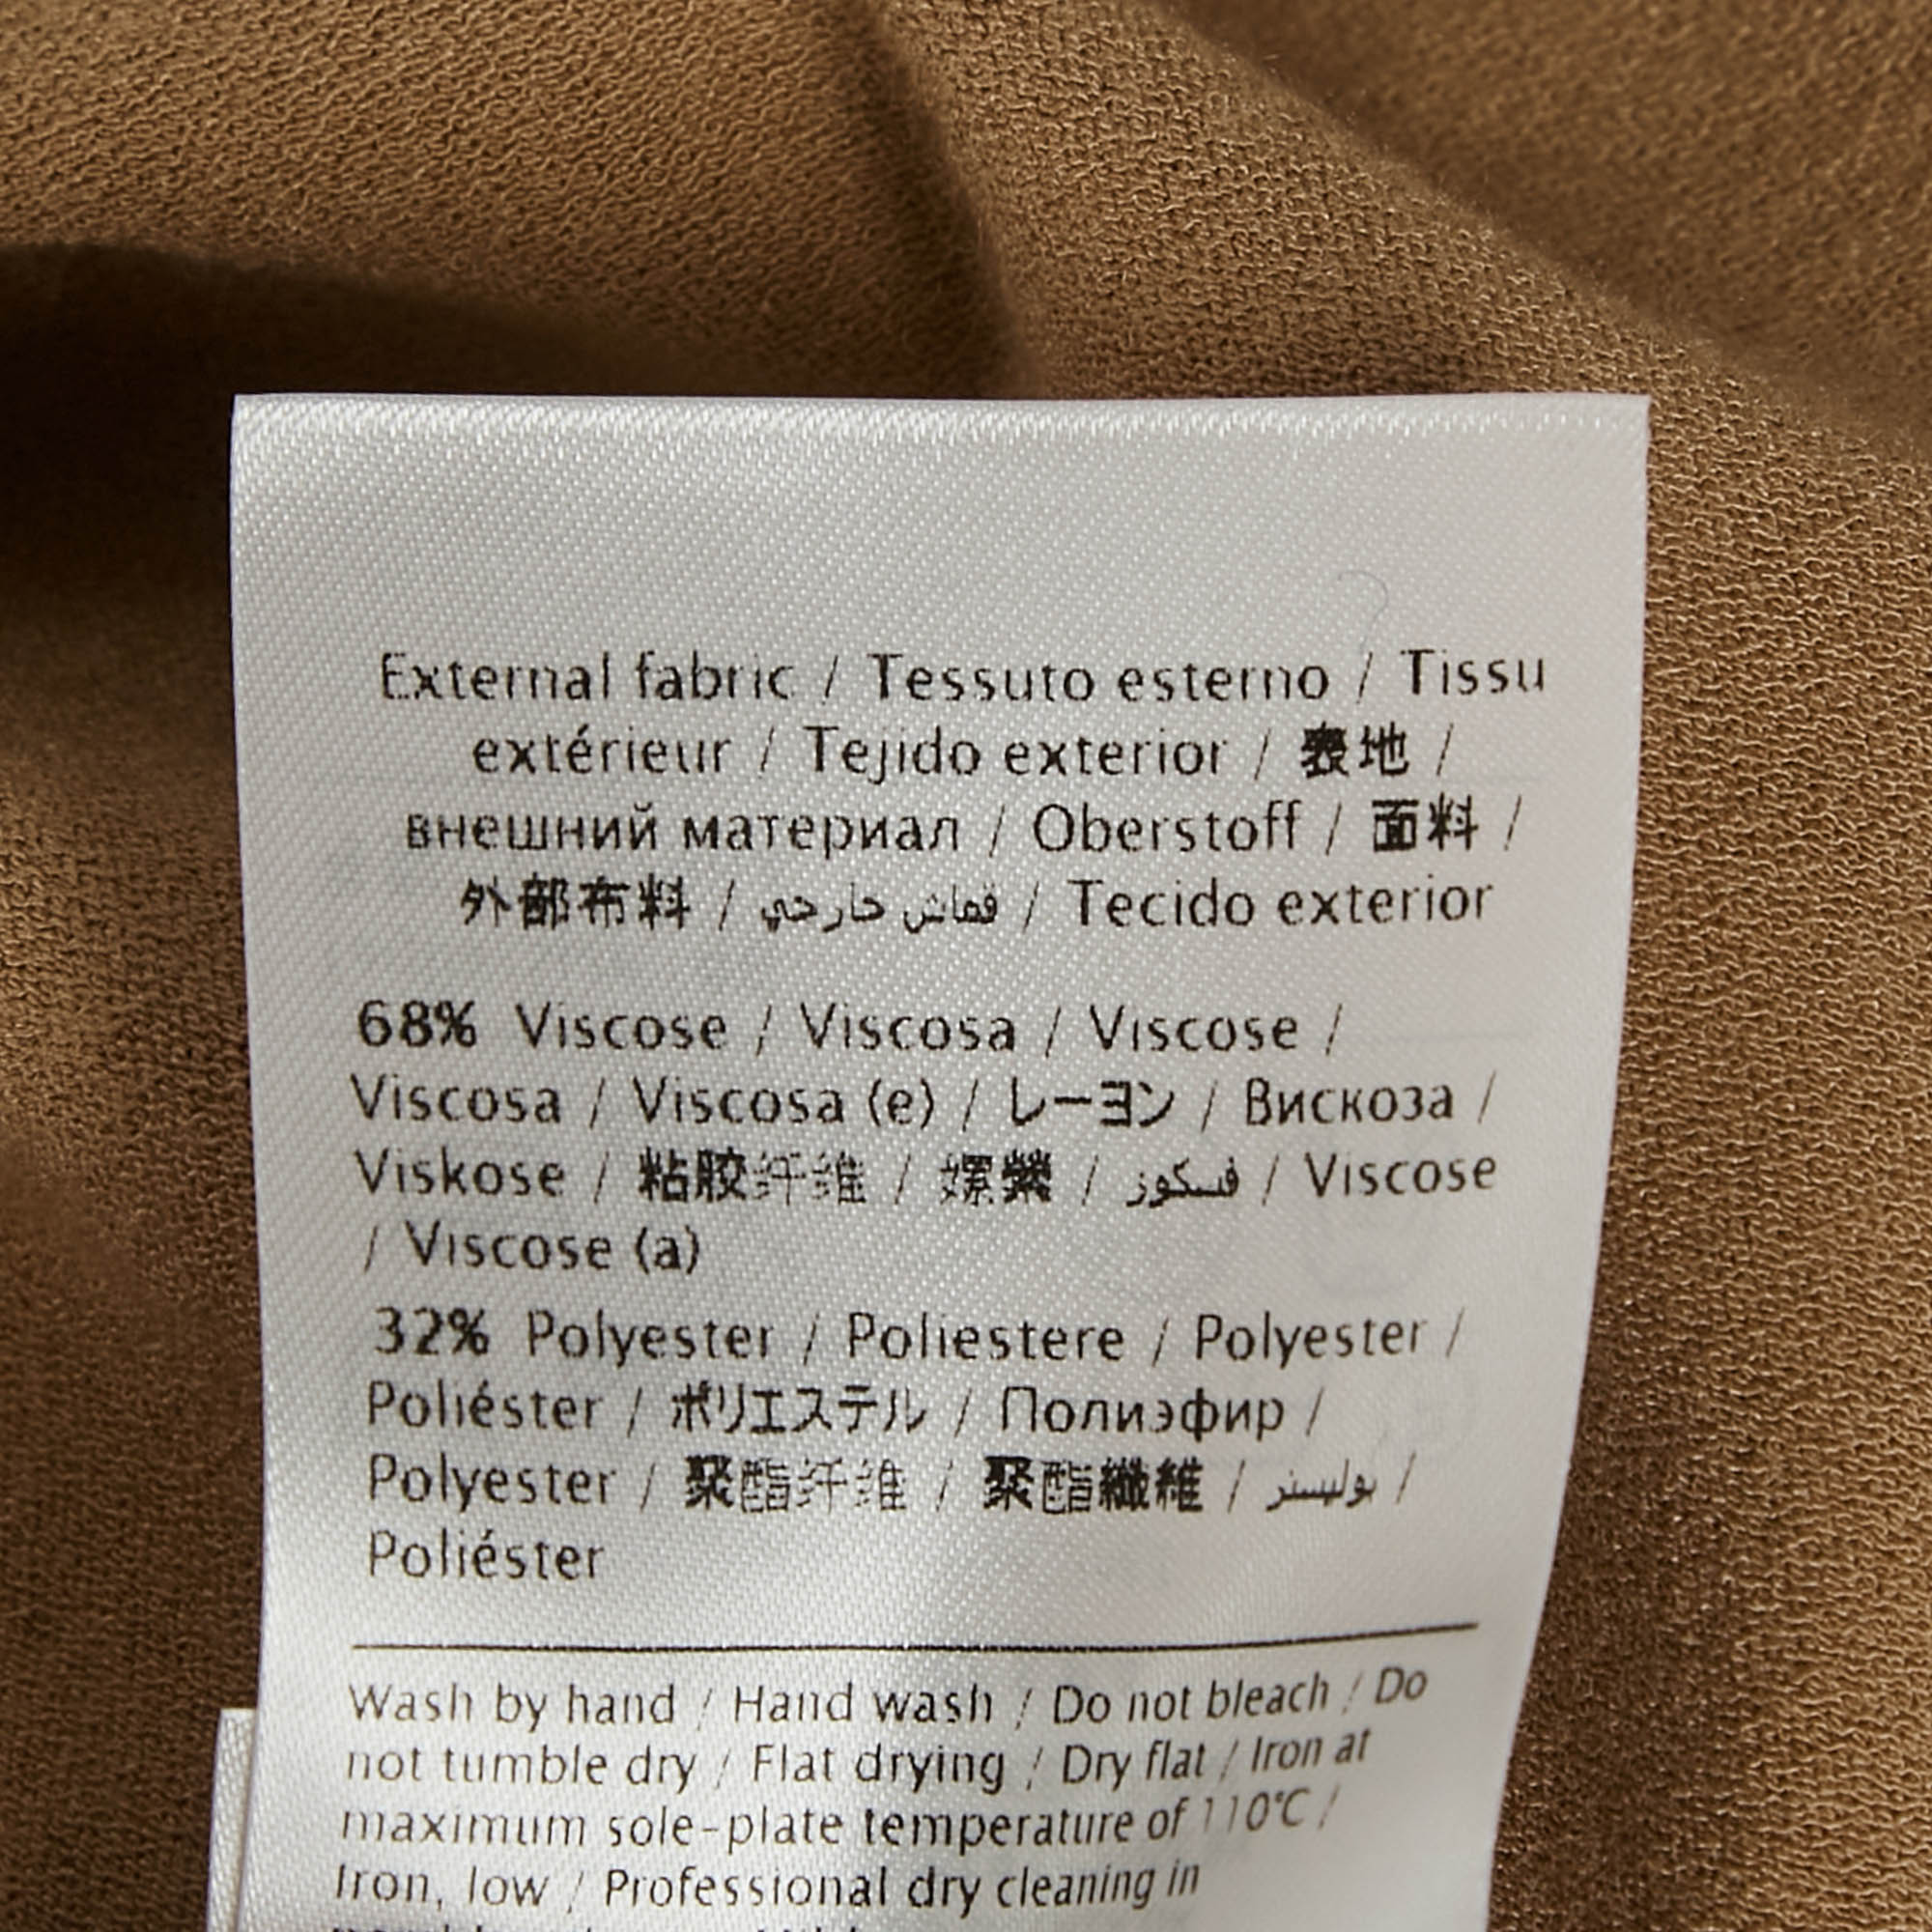 External fabric / Tessuto esterno / Tissu
extérieur / Tejido exterior / 表地 /
внешний материал / Oberstoff / 面料 /
外部布料 / قماش خارجي / Tecido exterior
68% Viscose / Viscosa / Viscose /
Viscosa / Viscosa (e) / レーヨン / Вискоза /
Viskose / 粘胶纤维 / 嫘縈 / فسكوز / Viscose
/ Viscose (a)
32% Polyester / Poliestere / Polyester /
Poliéster / ポリエステル / Полиэфир /
Polyester / 聚酯纤维 / 聚酯纖維 / بوليستر /
Poliéster
Wash by hand / Hand wash / Do not bleach / Do
not tumble dry / Flat drying / Dry flat / Iron at
maximum sole-plate temperature of 110°C /
Iron, low / Professional dry cleaning in